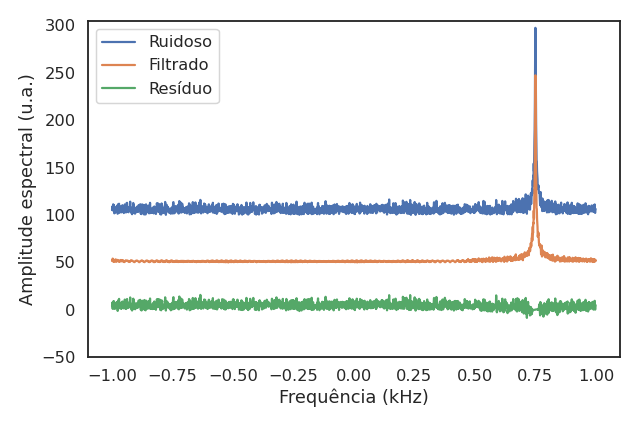 300
250
200
150
100
50
0
−50
Amplitude espectral (u.a.)
Ruidoso
Filtrado
Resíduo
−1.00 −0.75 −0.50 −0.25 0.00 0.25 0.50 0.75 1.00
Frequência (kHz)